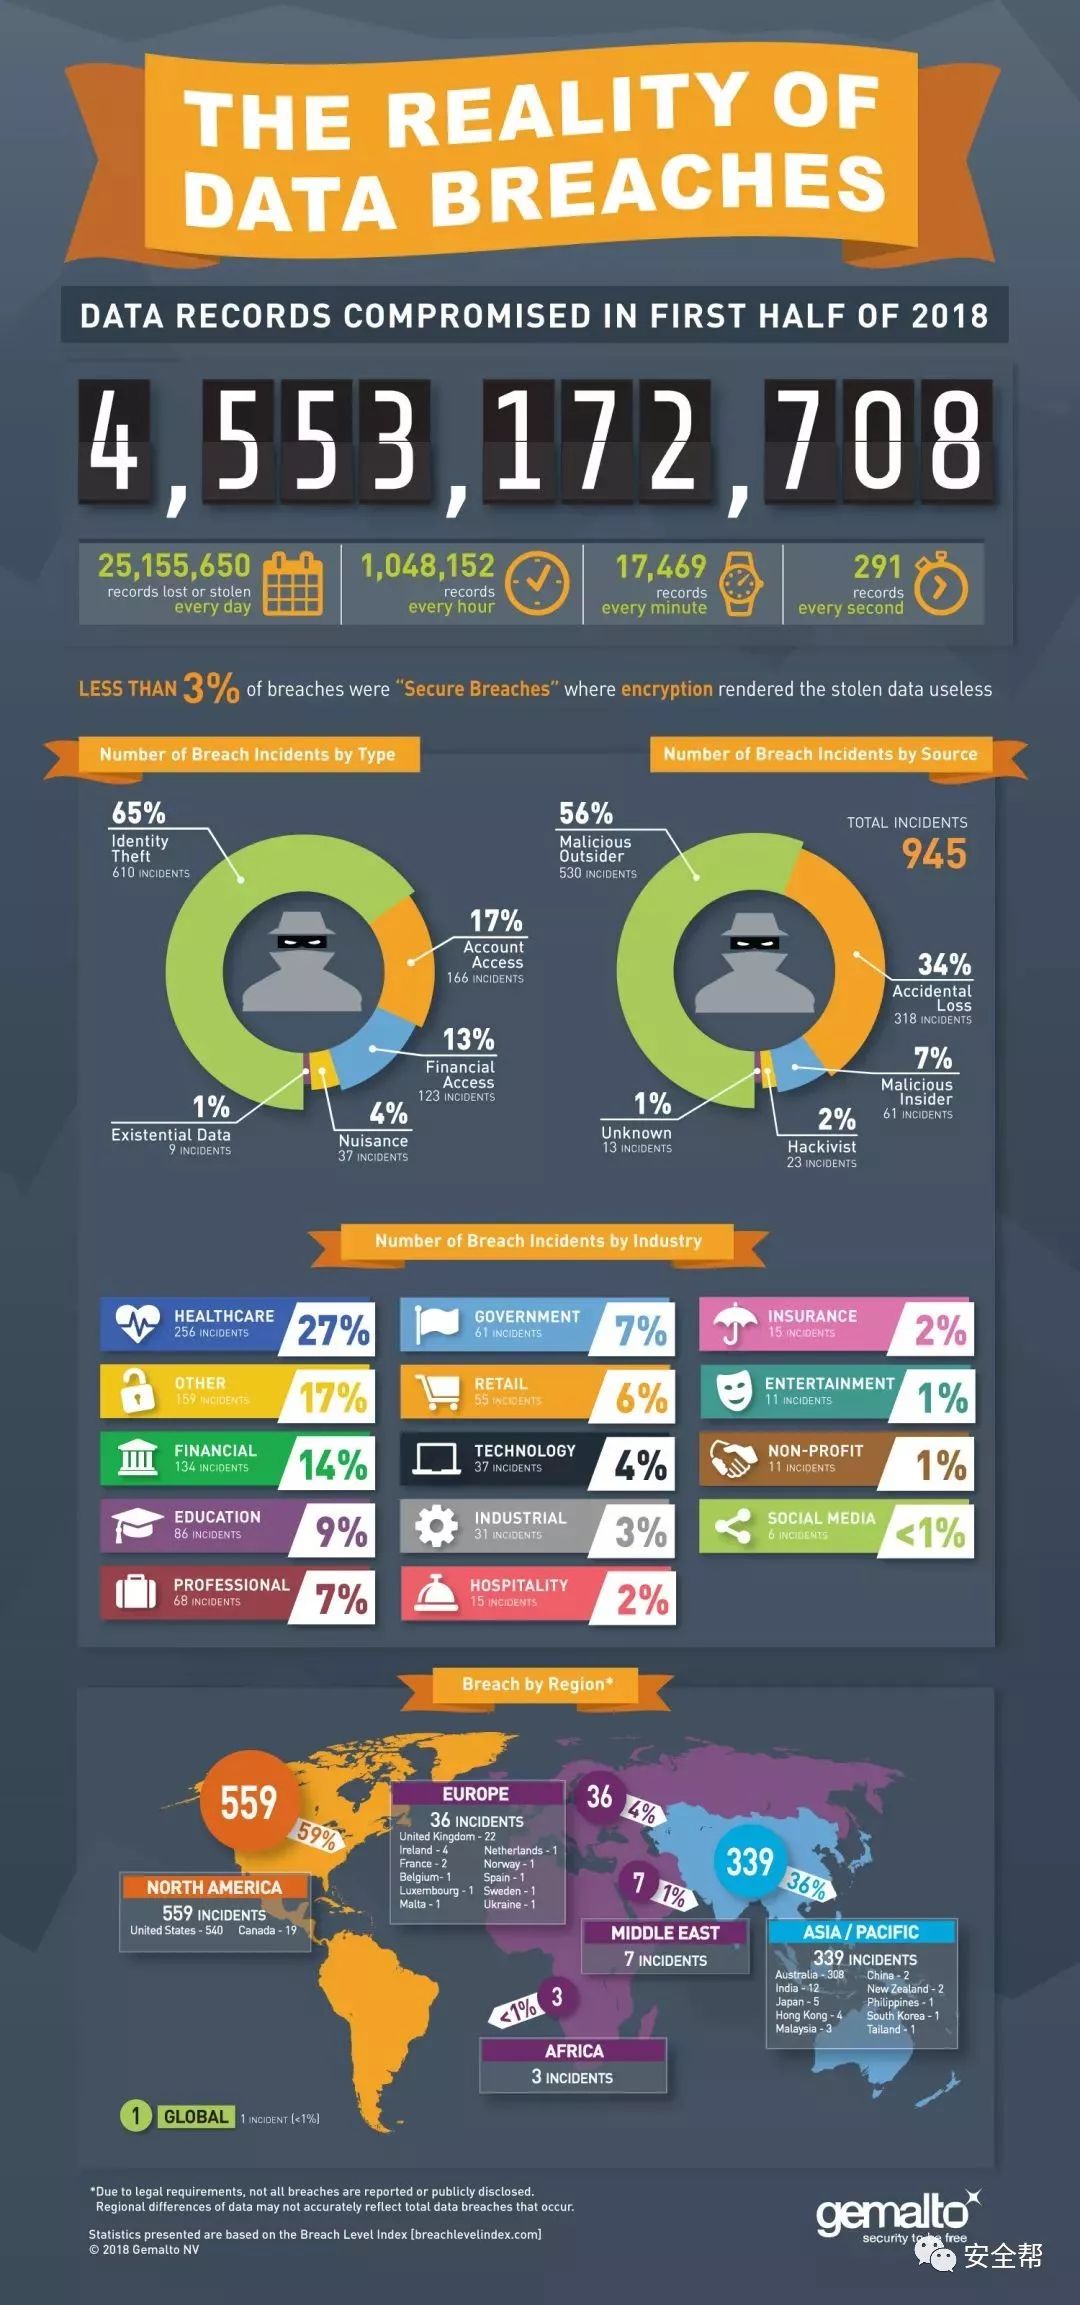 THE REALITY OF
DATA BREACHES
DATA RECORDS COMPROMISED IN FIRST HALF OF 2018
4,553,172,708
25,155,650
records lost or stolen
every day
1,048,152
records
every hour
17,469
records
every minute
291
records
every second
LESS THAN 3% of breaches were “Secure Breaches” where encryption rendered the stolen data useless
Number of Breach Incidents by Type
65%
Identity
Theft
610 INCIDENTS
17%
Account
Access
166 INCIDENTS
13%
Financial
Access
123 INCIDENTS
4%
Nuisance
37 INCIDENTS
1%
Existential Data
9 INCIDENTS
Number of Breach Incidents by Source
TOTAL INCIDENTS
945
56%
Malicious
Outsider
530 INCIDENTS
34%
Accidental
Loss
318 INCIDENTS
7%
Malicious
Insider
61 INCIDENTS
2%
Hackivist
23 INCIDENTS
1%
Unknown
13 INCIDENTS
Number of Breach Incidents by Industry
HEALTHCARE
256 INCIDENTS
27%
OTHER
159 INCIDENTS
17%
FINANCIAL
134 INCIDENTS
14%
EDUCATION
86 INCIDENTS
9%
PROFESSIONAL
68 INCIDENTS
7%
GOVERNMENT
61 INCIDENTS
7%
RETAIL
55 INCIDENTS
6%
TECHNOLOGY
37 INCIDENTS
4%
INDUSTRIAL
31 INCIDENTS
3%
HOSPITALITY
15 INCIDENTS
2%
INSURANCE
15 INCIDENTS
2%
ENTERTAINMENT
11 INCIDENTS
1%
NON-PROFIT
11 INCIDENTS
1%
SOCIAL MEDIA
6 INCIDENTS
<1%
Breach by Region*
559
59%
NORTH AMERICA
559 INCIDENTS
United States - 540 Canada - 19
EUROPE
36 INCIDENTS
United Kingdom - 22
Ireland - 4 Netherlands - 1
France - 2 Norway - 1
Belgium- 1 Spain - 1
Luxembourg - 1 Sweden - 1
Malta - 1 Ukraine - 1
36
4%
7
1%
MIDDLE EAST
7 INCIDENTS
339
36%
ASIA / PACIFIC
339 INCIDENTS
Australia - 308 China - 2
India - 12 New Zealand - 2
Japan - 5 Philippines - 1
Hong Kong - 4 South Korea - 1
Malaysia - 3 Tailand - 1
<1%
3
AFRICA
3 INCIDENTS
1 GLOBAL 1 INCIDENT (<1%)
*Due to legal requirements, not all breaches are reported or publicly disclosed.
Regional differences of data may not accurately reflect total data breaches that occur.
Statistics presented are based on the Breach Level Index [breachlevelindex.com]
© 2018 Gemalto NV
gemalto
security to be free
安全帮